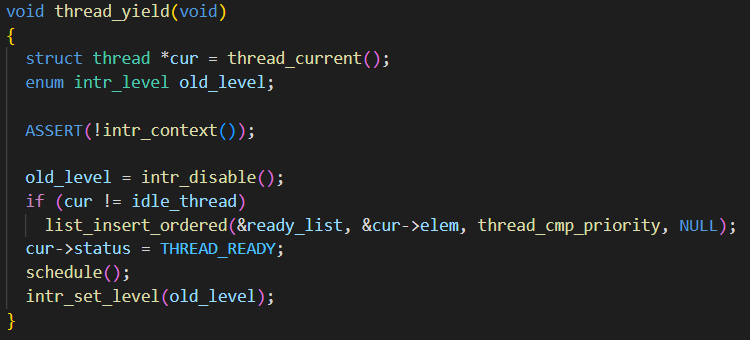 void thread_yield(void)
{
  struct thread *cur = thread_current();
  enum intr_level old_level;

  ASSERT(!intr_context());

  old_level = intr_disable();
  if (cur != idle_thread)
    list_insert_ordered(&ready_list, &cur->elem, thread_cmp_priority, NULL);
  cur->status = THREAD_READY;
  schedule();
  intr_set_level(old_level);
}